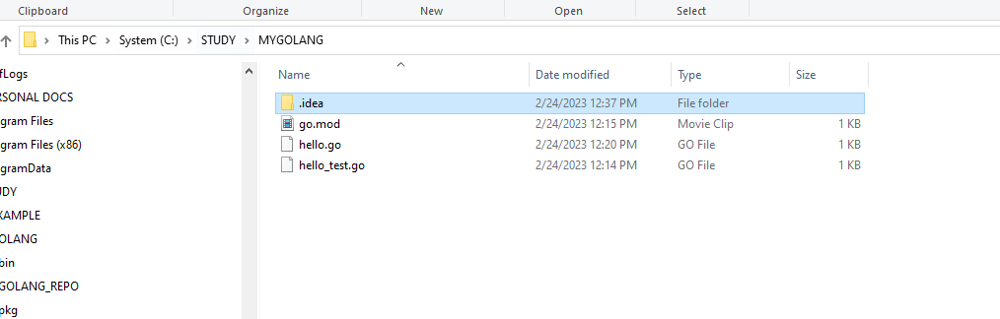 Clipboard Organize New Open Select
This PC > System (C:) > STUDY > MYGOLANG
Name Date modified Type Size
fLogs
RSONAL DOCS
gram Files
gram Files (x86)
gramData
UDY
XAMPLE
OLANG
bin
GOLANG_REPO
pkg
.idea 2/24/2023 12:37 PM File folder
go.mod 2/24/2023 12:15 PM Movie Clip 1 KB
hello.go 2/24/2023 12:20 PM GO File 1 KB
hello_test.go 2/24/2023 12:14 PM GO File 1 KB